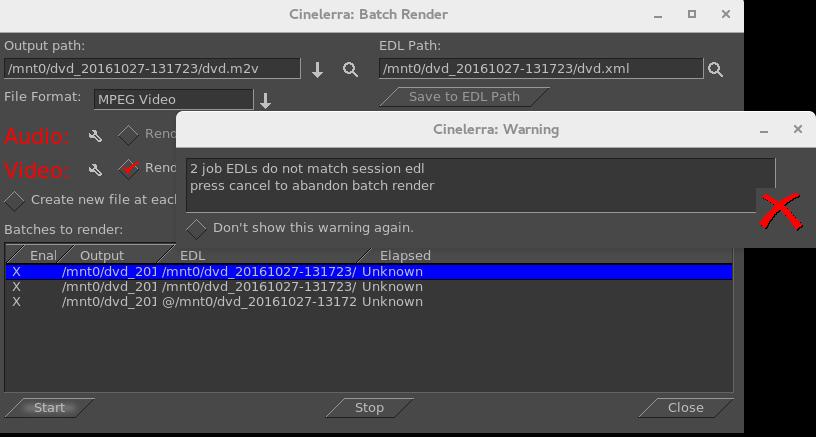 Cinelerra: Batch Render
Output path:
EDL Path:
/mnt0/dvd_20161027-131723/dvd.m2v
/mnt0/dvd_20161027-131723/dvd.xml
File Format:
MPEG Video
Save to EDL Path
Cinelerra: Warning
Audio:
Rend
2 job EDLs do not match session edl
press cancel to abandon batch render
Video:
Rend
Create new file at each
Don't show this warning again.
Batches to render:
Enal Output EDL Elapsed
X /mnt0/dvd_201 /mnt0/dvd_20161027-131723/ Unknown
X /mnt0/dvd_201 /mnt0/dvd_20161027-131723/ Unknown
X /mnt0/dvd_201 @/mnt0/dvd_20161027-13172 Unknown
Start
Stop
Close